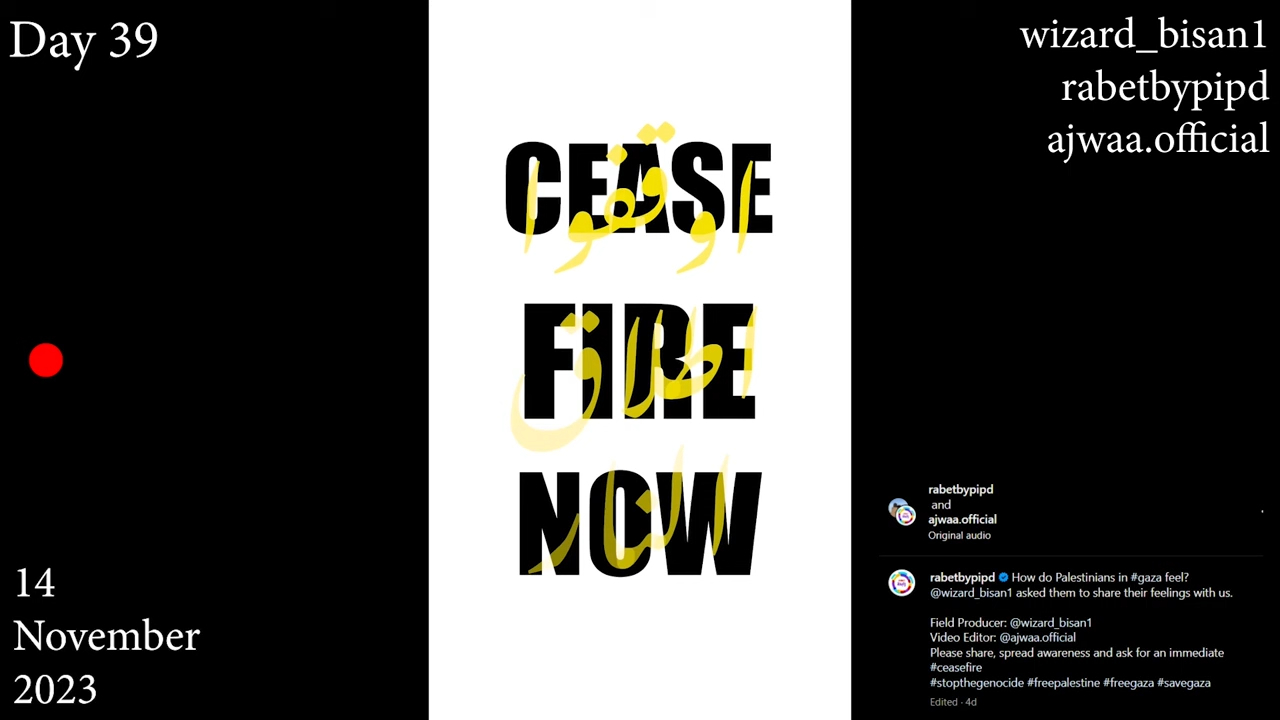 Day 39
wizard_bisan1
rabetbypipd
ajwaa.official
CEASE
اوقفوا
FIRE
اطلاق
NOW
النار
14
November
2023
rabetbypipd
and
ajwaa.official
Original audio
rabetbypipd How do Palestinians in #gaza feel?
@wizard_bisan1 asked them to share their feelings with us.
Field Producer: @wizard_bisan1
Video Editor: @ajwaa.official
Please share, spread awareness and ask for an immediate
#ceasefire
#stopthegenocide #freepalestine #freegaza #savegaza
Edited · 4d